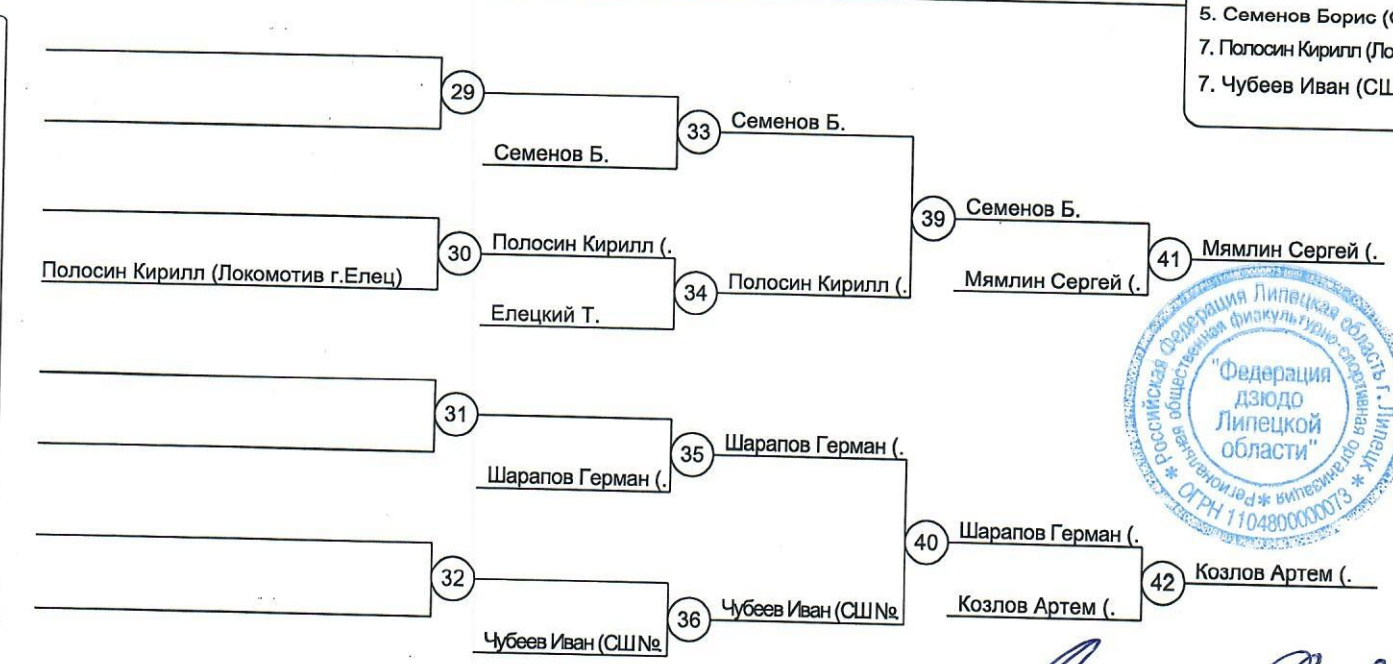 5. Семенов Борис (
7. Полосин Кирилл (Ло
7. Чубеев Иван (СШ
29
Семенов Б.
33
Семенов Б.
39
Семенов Б.
Полосин Кирилл (Локомотив г.Елец)
30
Полосин Кирилл (.
Елецкий Т.
34
Полосин Кирилл (.
Мямлин Сергей (.
41
Мямлин Сергей (.
31
Шарапов Герман (.
35
Шарапов Герман (.
40
Шарапов Герман (.
32
Чубеев Иван (СШ №
36
Чубеев Иван (СШ №
Козлов Артем (.
42
Козлов Артем (.
* Российская Федерация Липецкая область г. Липецк * ОГРН 1104800000073
* Региональная общественная физкультурно-спортивная организация
"Федерация
дзюдо
Липецкой
области"